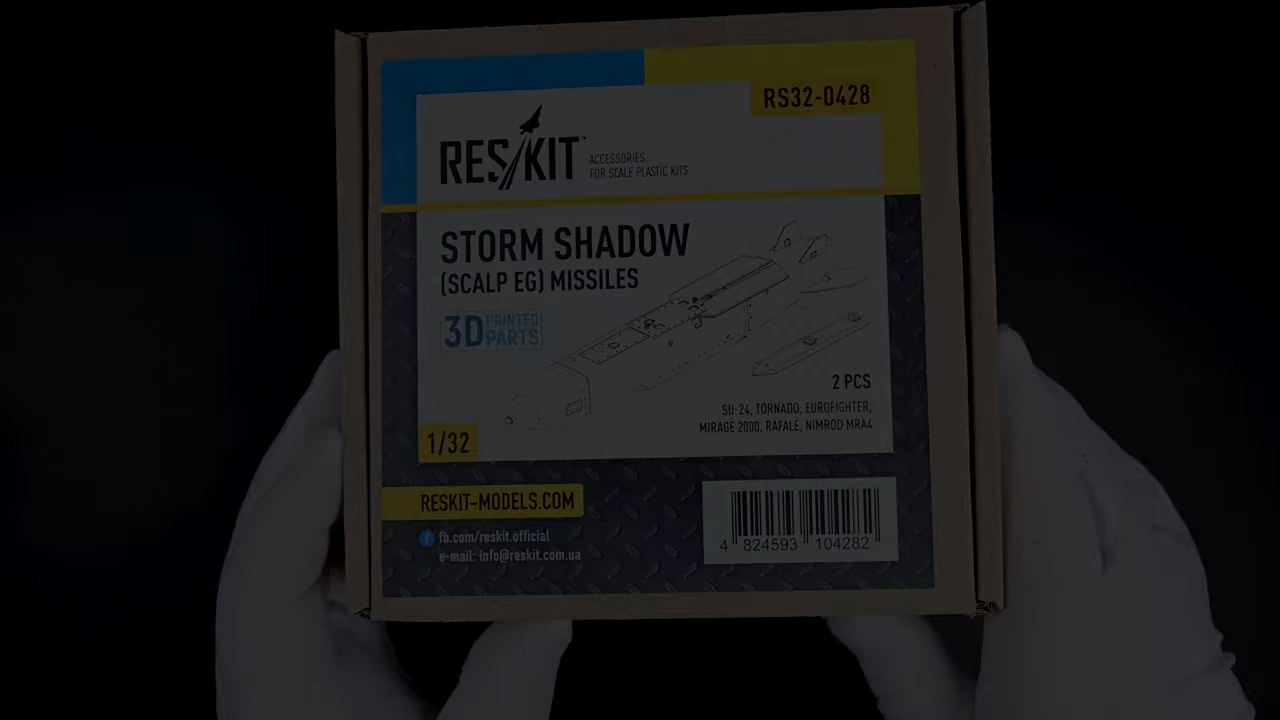 RS32-0428
RESKIT
ACCESSORIES
FOR SCALE PLASTIC KITS
STORM SHADOW
(SCALP EG) MISSILES
3D PRINTED PARTS
2 PCS
SU-24, TORNADO, EUROFIGHTER,
MIRAGE 2000, RAFALE, NIMROD MRA4
1/32
RESKIT-MODELS.COM
f fb.com/reskit.official
e-mail: info@reskit.com.ua
4 824593 104282